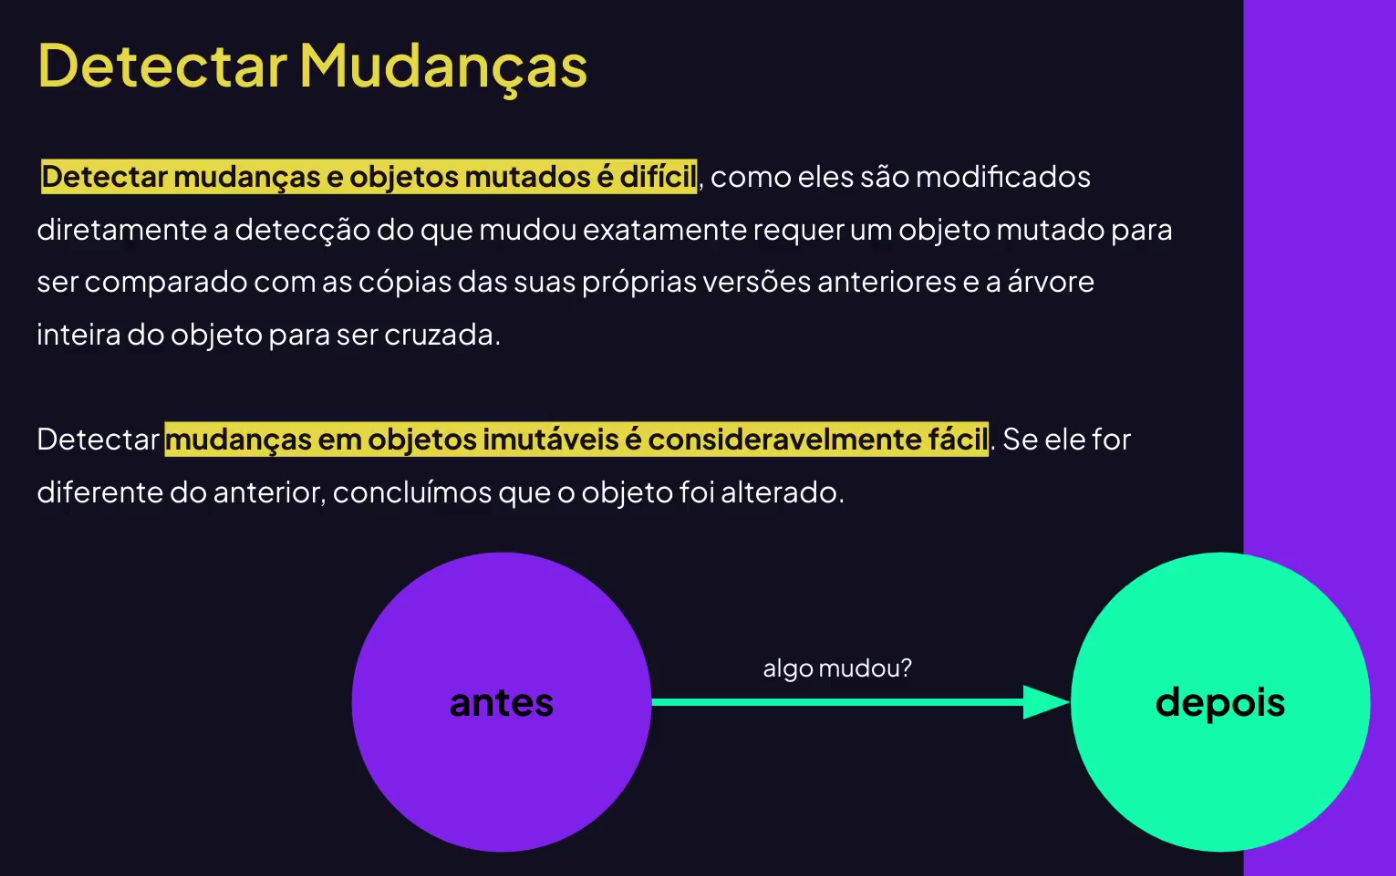 Detectar Mudanças
Detectar mudanças e objetos mutados é difícil, como eles são modificados
diretamente a detecção do que mudou exatamente requer um objeto mutado para
ser comparado com as cópias das suas próprias versões anteriores e a árvore
inteira do objeto para ser cruzada.
Detectar mudanças em objetos imutáveis é consideravelmente fácil. Se ele for
diferente do anterior, concluímos que o objeto foi alterado.
algo mudou?
antes
depois